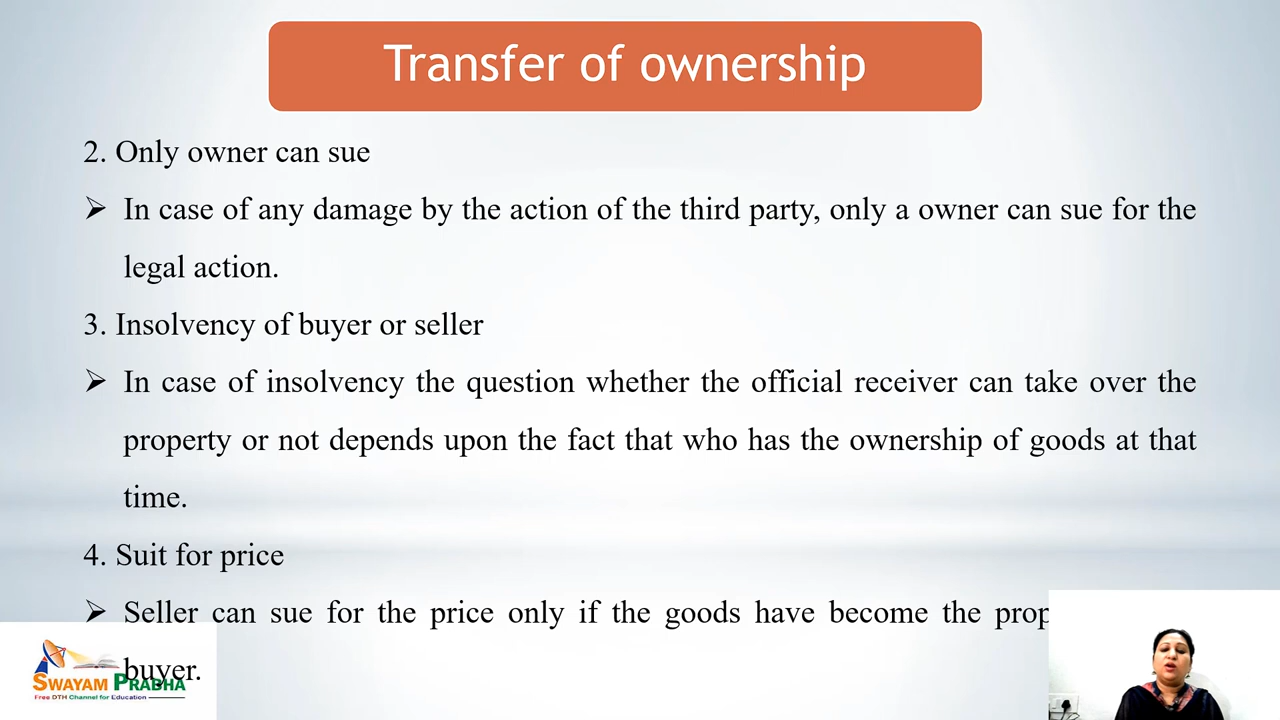 Transfer of ownership
2. Only owner can sue
➢ In case of any damage by the action of the third party, only a owner can sue for the
legal action.
3. Insolvency of buyer or seller
➢ In case of insolvency the question whether the official receiver can take over the
property or not depends upon the fact that who has the ownership of goods at that
time.
4. Suit for price
➢ Seller can sue for the price only if the goods have become the prop
buyer.
SWAYAM PRABHA
Free DTH Channel for Education